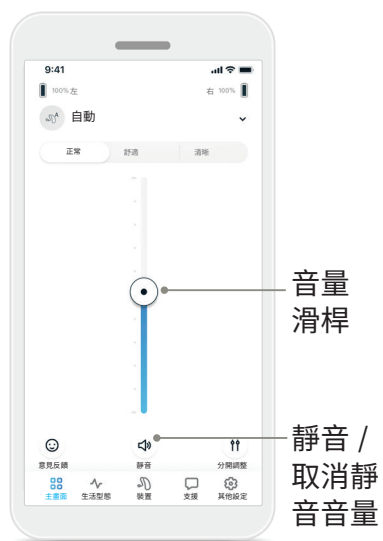 9:41
100% 左
右 100%
自動
正常 舒適 清晰
音量
滑桿
靜音 /
取消靜
音音量
意見反饋 靜音 分開調整
主畫面 生活型態 裝置 支援 其他設定